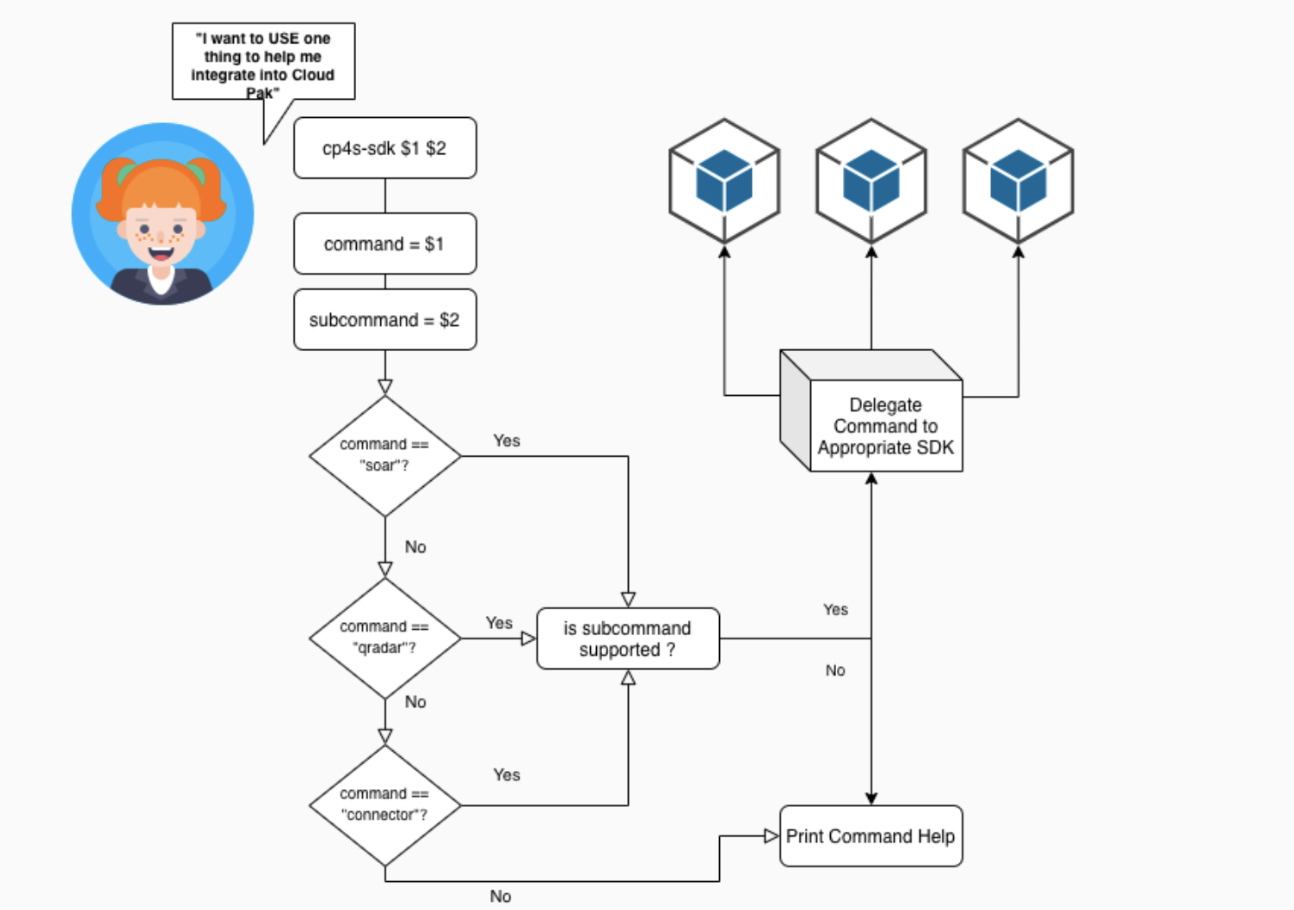 "I want to USE one
thing to help me
integrate into Cloud
Pak"
cp4s-sdk $1 $2
command = $1
subcommand = $2
command ==
"soar"?
Yes
No
command ==
"qradar"?
Yes
No
command ==
"connector"?
Yes
No
is subcommand
supported ?
Yes
No
Delegate
Command to
Appropriate SDK
Print Command Help